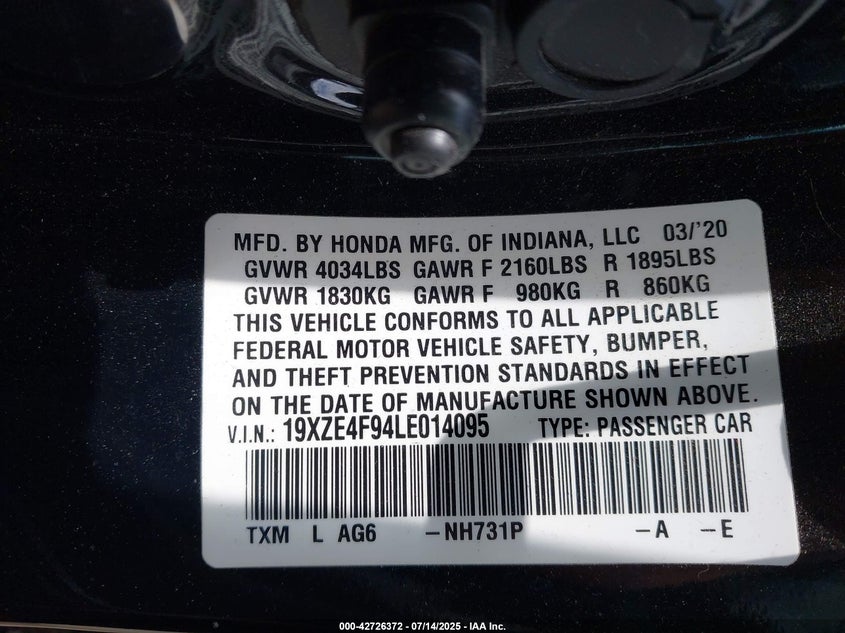 MFD. BY HONDA MFG. OF INDIANA, LLC 03/'20
GVWR 4034LBS GAWR F 2160LBS R 1895LBS
GVWR 1830KG GAWR F 980KG R 860KG
THIS VEHICLE CONFORMS TO ALL APPLICABLE
FEDERAL MOTOR VEHICLE SAFETY, BUMPER,
AND THEFT PREVENTION STANDARDS IN EFFECT
ON THE DATE OF MANUFACTURE SHOWN ABOVE.
V.I.N.: 19XZE4F94LE014095 TYPE: PASSENGER CAR
TXM L AG6 –NH731P –A –E
000-42726372 - 07/14/2025 - IAA Inc.